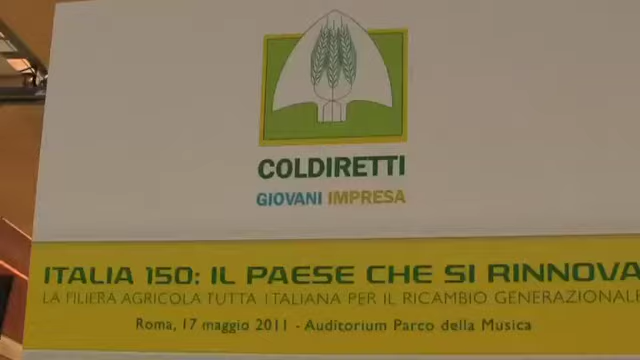 COLDIRETTI
GIOVANI IMPRESA
ITALIA 150: IL PAESE CHE SI RINNOVA
LA FILIERA AGRICOLA TUTTA ITALIANA PER IL RICAMBIO GENERAZIONALE
Roma, 17 maggio 2011 - Auditorium Parco della Musica